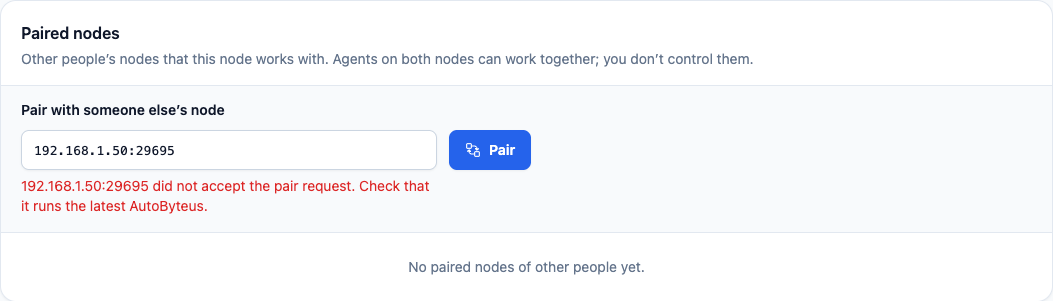 Paired nodes
Other people’s nodes that this node works with. Agents on both nodes can work together; you don’t control them.
Pair with someone else’s node
192.168.1.50:29695
Pair
192.168.1.50:29695 did not accept the pair request. Check that
it runs the latest AutoByteus.
No paired nodes of other people yet.